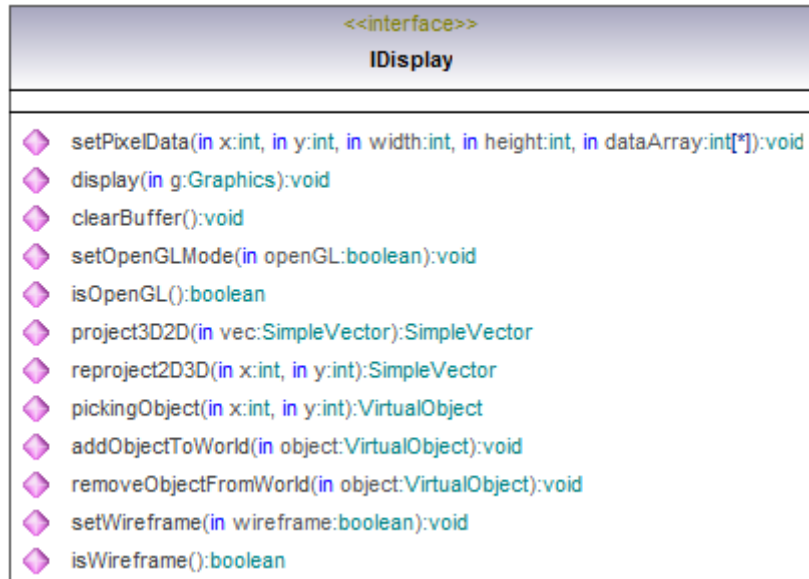 <<interface>>
IDisplay
setPixelData(in x:int, in y:int, in width:int, in height:int, in dataArray:int[*]):void
display(in g:Graphics):void
clearBuffer():void
setOpenGLMode(in openGL:boolean):void
isOpenGL():boolean
project3D2D(in vec:SimpleVector):SimpleVector
reproject2D3D(in x:int, in y:int):SimpleVector
pickingObject(in x:int, in y:int):VirtualObject
addObjectToWorld(in object:VirtualObject):void
removeObjectFromWorld(in object:VirtualObject):void
setWireframe(in wireframe:boolean):void
isWireframe():boolean